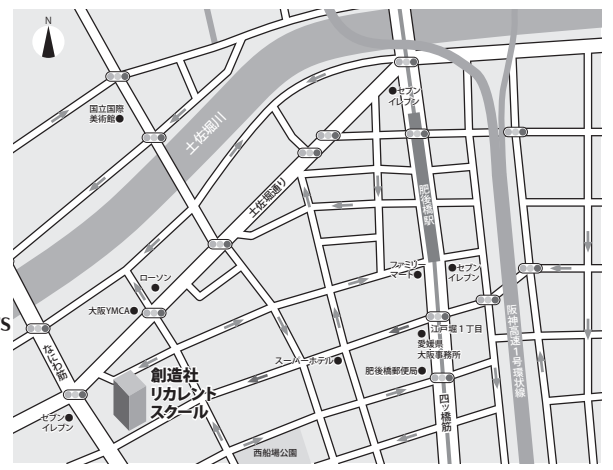 N
国立国際
美術館
土佐堀川
セブン
イレブン
土佐堀通り
肥後橋駅
ローソン
ファミリー
マート
セブン
イレブン
大阪YMCA
S
なにわ筋
江戸堀1丁目
愛媛県
大阪事務所
阪神高速1号環状線
スーパーホテル
肥後橋郵便局
創造社
リカレント
スクール
四ツ橋筋
セブン
イレブン
西船場公園